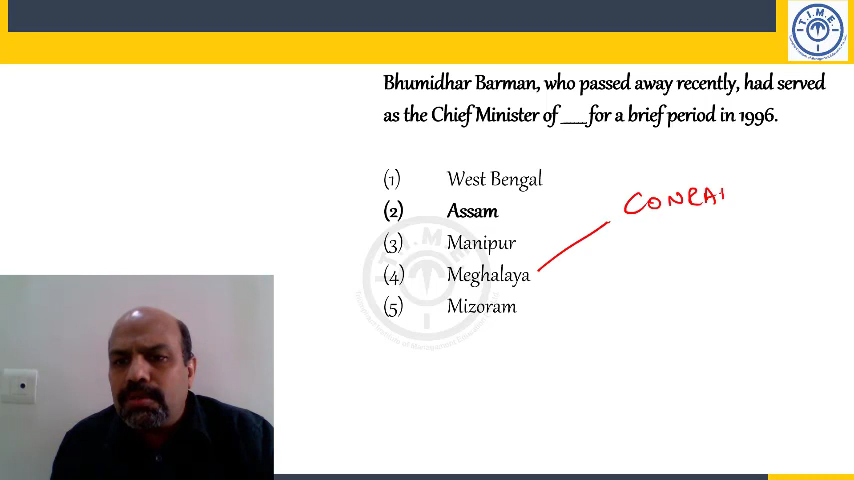 T.I.M.E.
Bhumidhar Barman, who passed away recently, had served
as the Chief Minister of ___ for a brief period in 1996.
(1) West Bengal
(2) Assam
CONRA
(3) Manipur
(4) Meghalaya
(5) Mizoram
T.I.M.E.